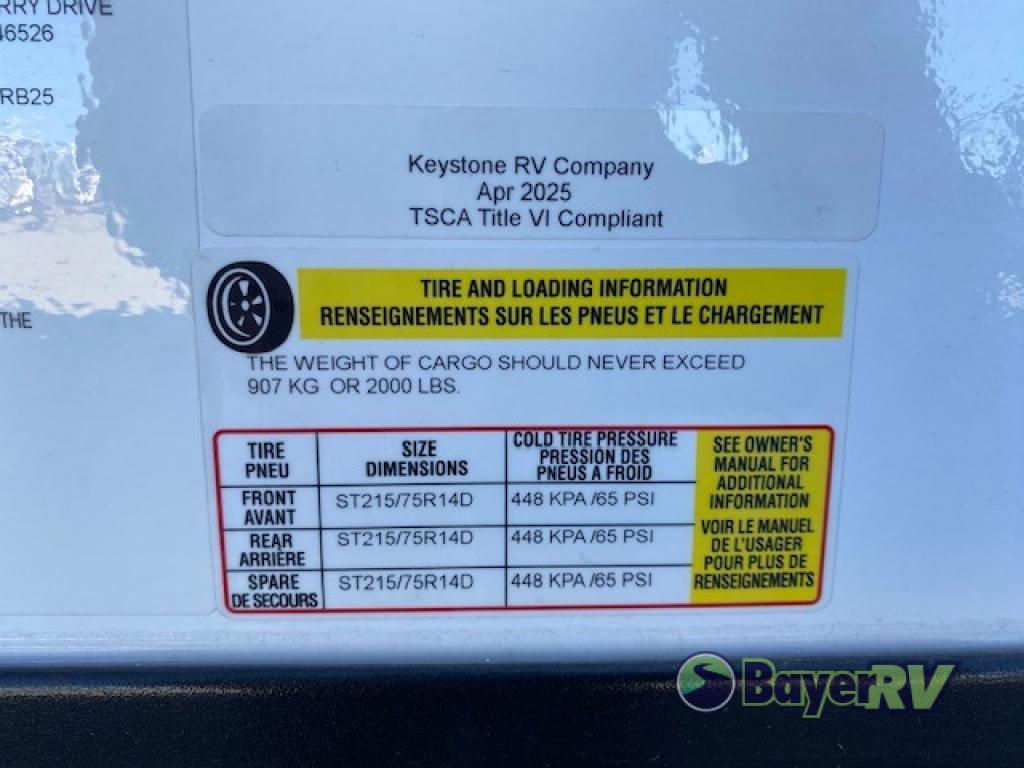 RRY DRIVE
46526
RB25
THE
Keystone RV Company
Apr 2025
TSCA Title VI Compliant
TIRE AND LOADING INFORMATION
RENSEIGNEMENTS SUR LES PNEUS ET LE CHARGEMENT
THE WEIGHT OF CARGO SHOULD NEVER EXCEED
907 KG OR 2000 LBS.
TIRE
PNEU
SIZE
DIMENSIONS
COLD TIRE PRESSURE
PRESSION DES
PNEUS A FROID
FRONT
AVANT
ST215/75R14D
448 KPA /65 PSI
REAR
ARRIÈRE
ST215/75R14D
448 KPA /65 PSI
SPARE
DE SECOURS
ST215/75R14D
448 KPA /65 PSI
SEE OWNER'S
MANUAL FOR
ADDITIONAL
INFORMATION
VOIR LE MANUEL
DE L'USAGER
POUR PLUS DE
RENSEIGNEMENTS
BayerRV